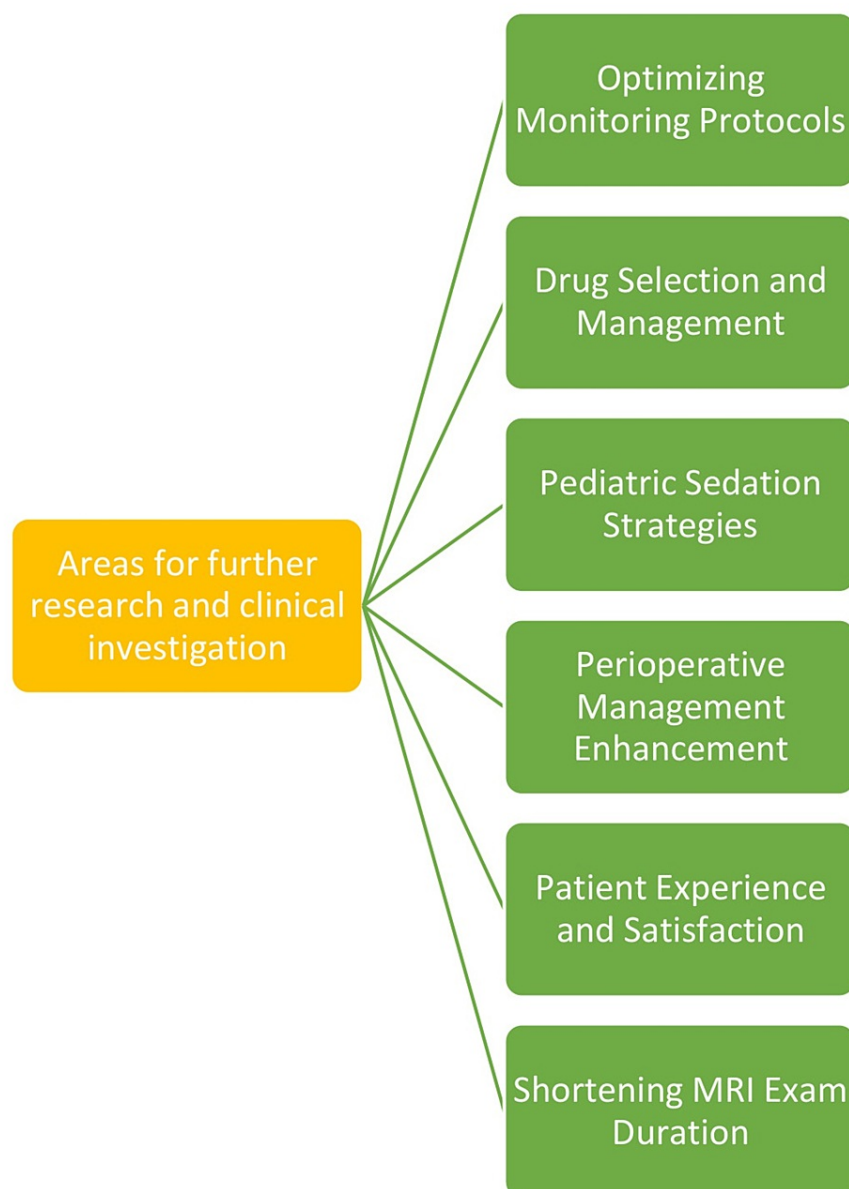 Optimizing
Monitoring Protocols
Drug Selection and
Management
Pediatric Sedation
Strategies
Areas for further
research and clinical
investigation
Perioperative
Management
Enhancement
Patient Experience
and Satisfaction
Shortening MRI Exam
Duration